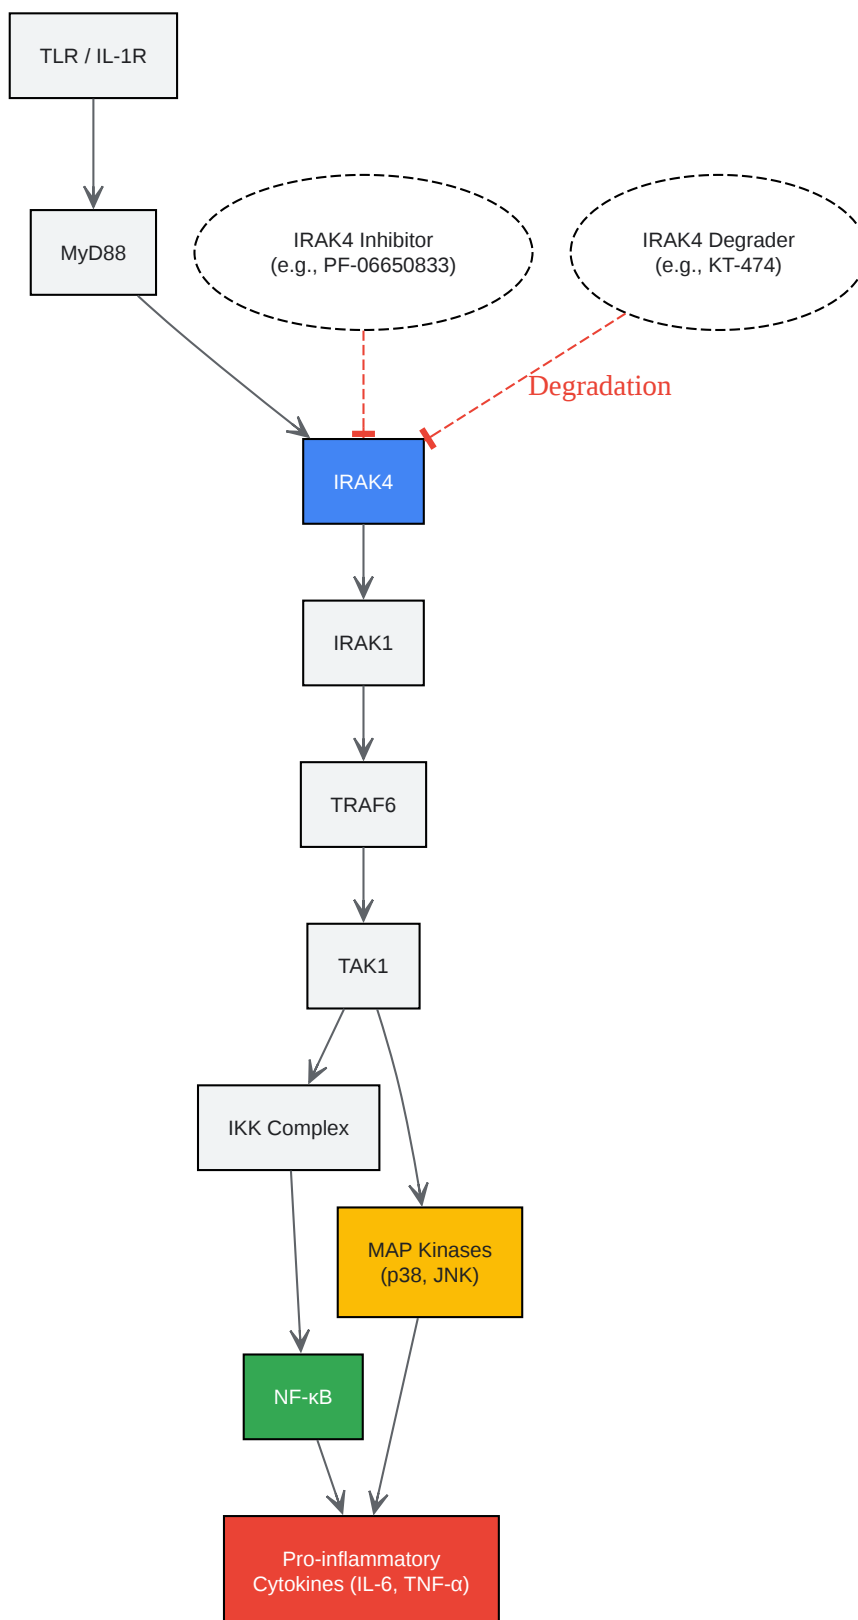 TLR / IL-1R
MyD88
IRAK4 Inhibitor
(e.g., PF-06650833)
IRAK4 Degrader
(e.g., KT-474)
Degradation
IRAK4
IRAK1
TRAF6
TAK1
IKK Complex
MAP Kinases
(p38, JNK)
NF-κB
Pro-inflammatory
Cytokines (IL-6, TNF-α)